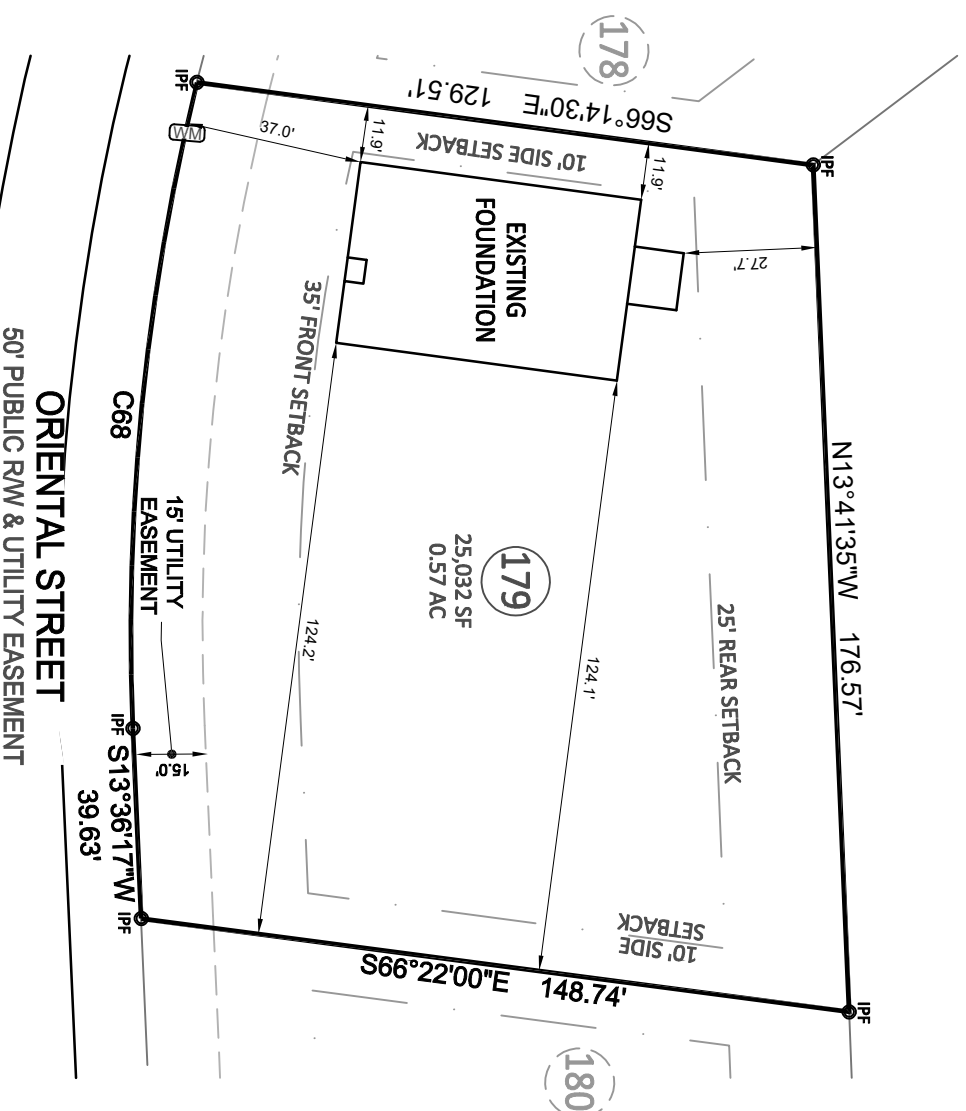 178
IPF
S66°14'30"E 129.51'
IPF
WM
37.0'
11.9'
10' SIDE SETBACK
11.9'
EXISTING
FOUNDATION
27.7'
35' FRONT SETBACK
N13°41'35"W 176.57'
C68
ORIENTAL STREET
50' PUBLIC R/W & UTILITY EASEMENT
15' UTILITY
EASEMENT
179
25,032 SF
0.57 AC
124.2'
124.1'
25' REAR SETBACK
IPF
15.0'
S13°36'17"W
39.63'
IPF
10' SIDE
SETBACK
S66°22'00"E 148.74'
IPF
180